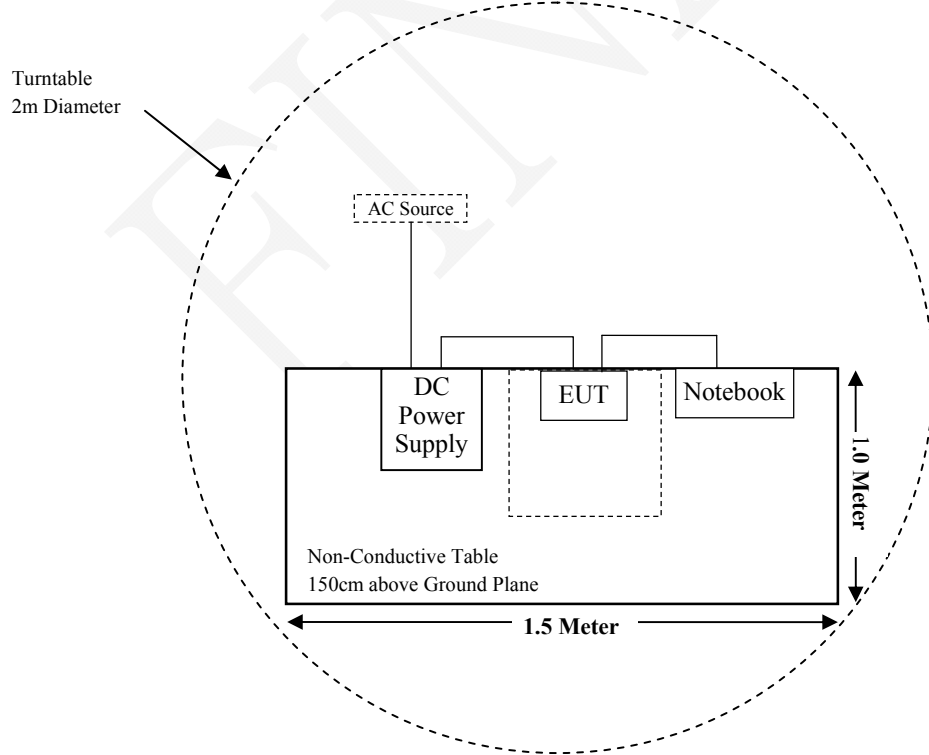 Turntable
2m Diameter
AC Source
DC
Power
Supply
EUT
Notebook
1.0 Meter
Non-Conductive Table
150cm above Ground Plane
1.5 Meter